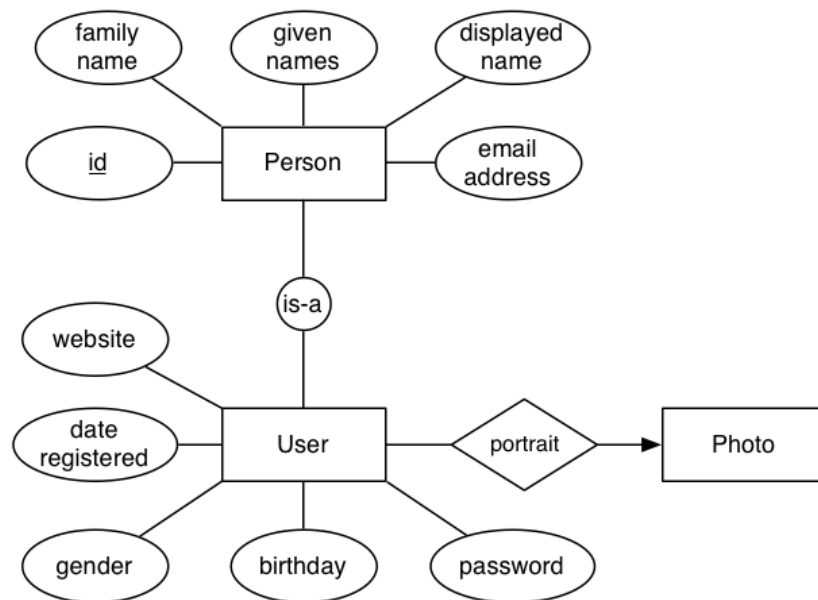 family
name
given
names
displayed
name
id
Person
email
address
is-a
website
date
registered
User
portrait
Photo
gender
birthday
password